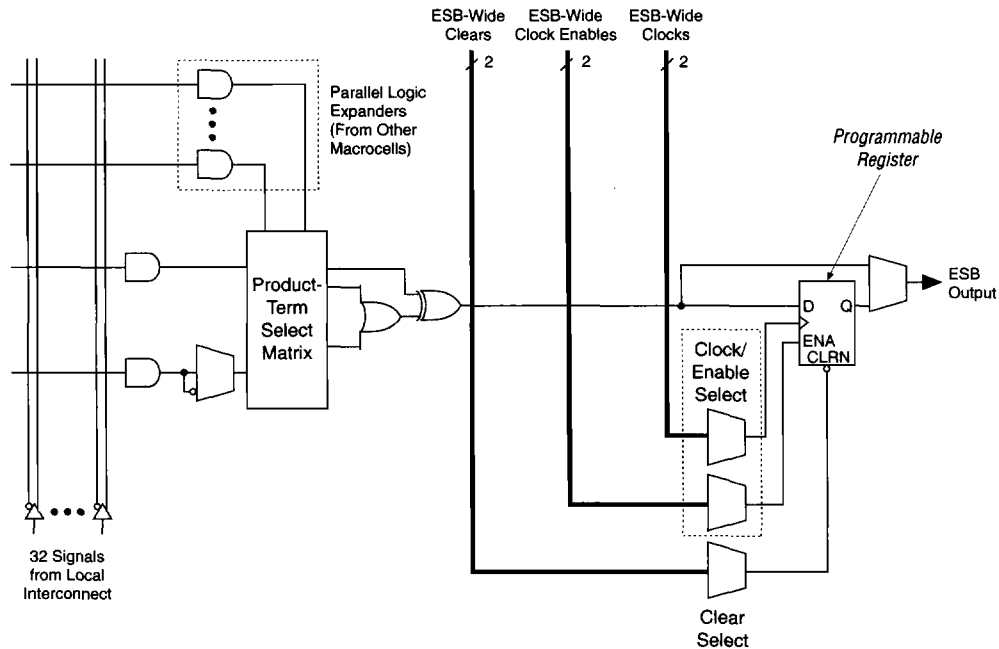 ESB-Wide
Clears
ESB-Wide
Clock Enables
ESB-Wide
Clocks
2
2
2
Parallel Logic
Expanders
(From Other
Macrocells)
Programmable
Register
Product-
Term
Select
Matrix
D
Q
ENA
CLRN
ESB
Output
Clock/
Enable
Select
32 Signals
from Local
Interconnect
Clear
Select